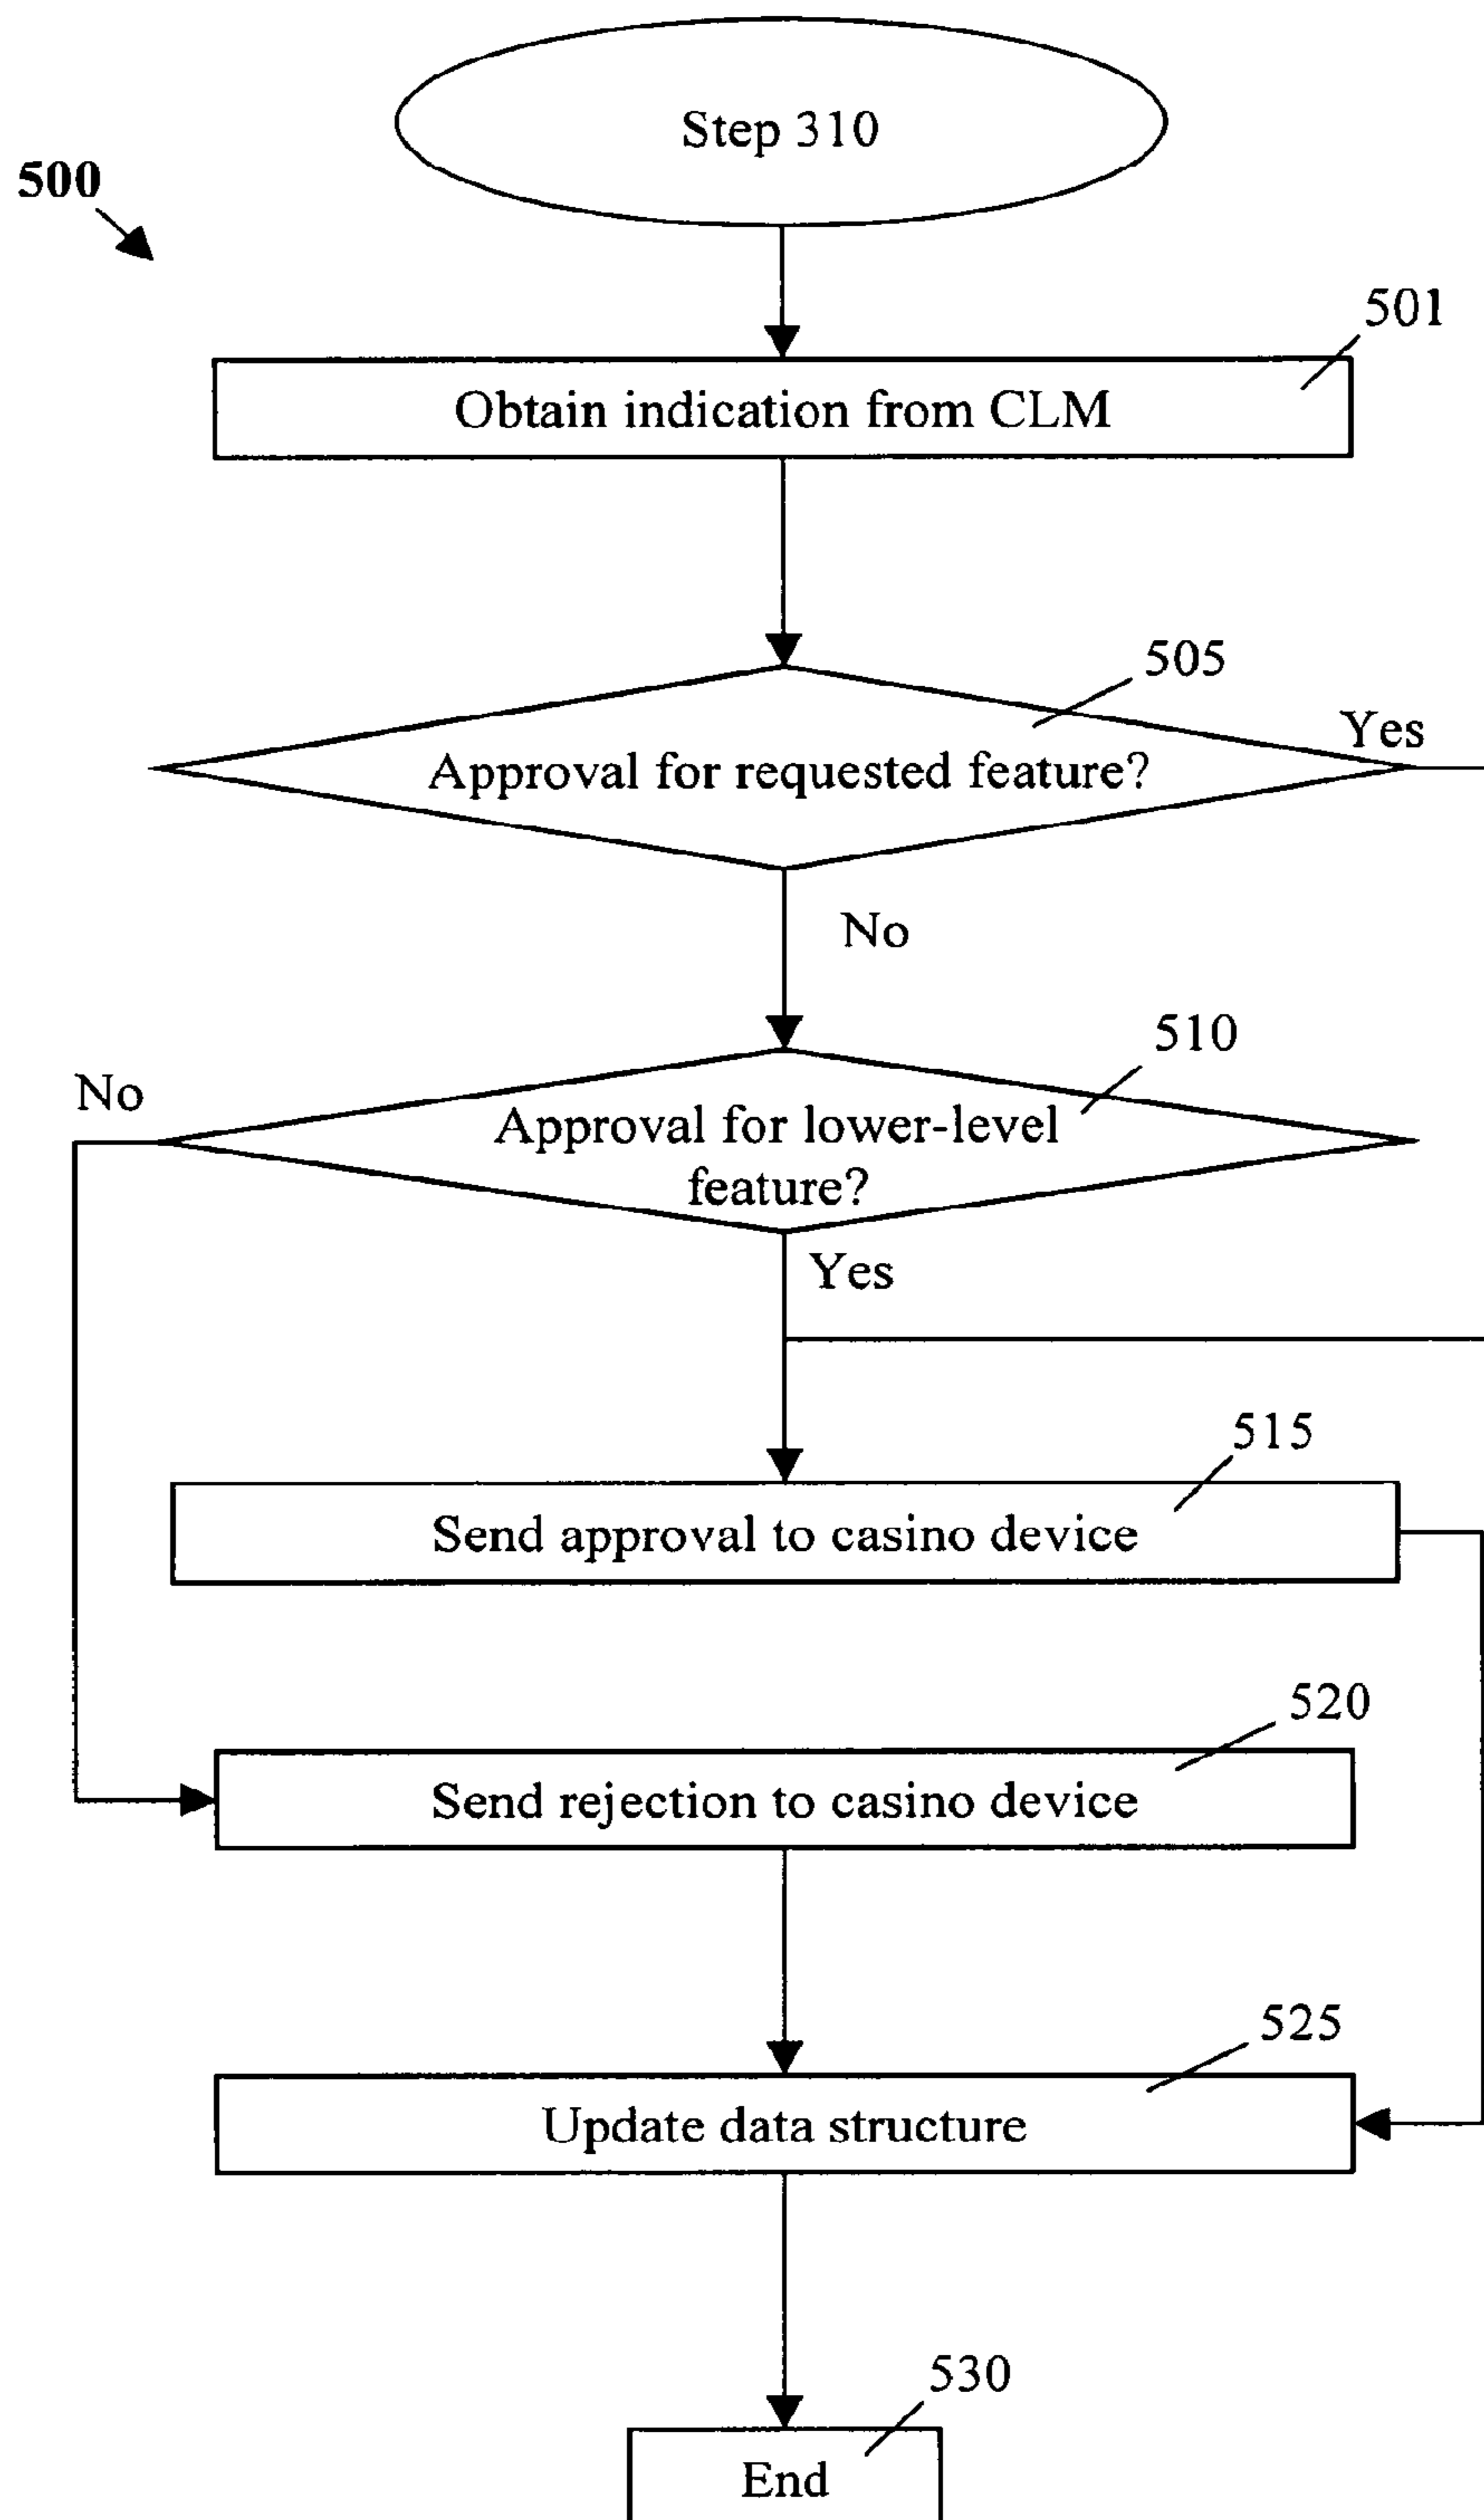 Step 310
500
501
Obtain indication from CLM
505
Yes
Approval for requested feature?
No
510
No
Approval for lower-level
feature?
Yes
515
Send approval to casino device
520
Send rejection to casino device
525
Update data structure
530
End